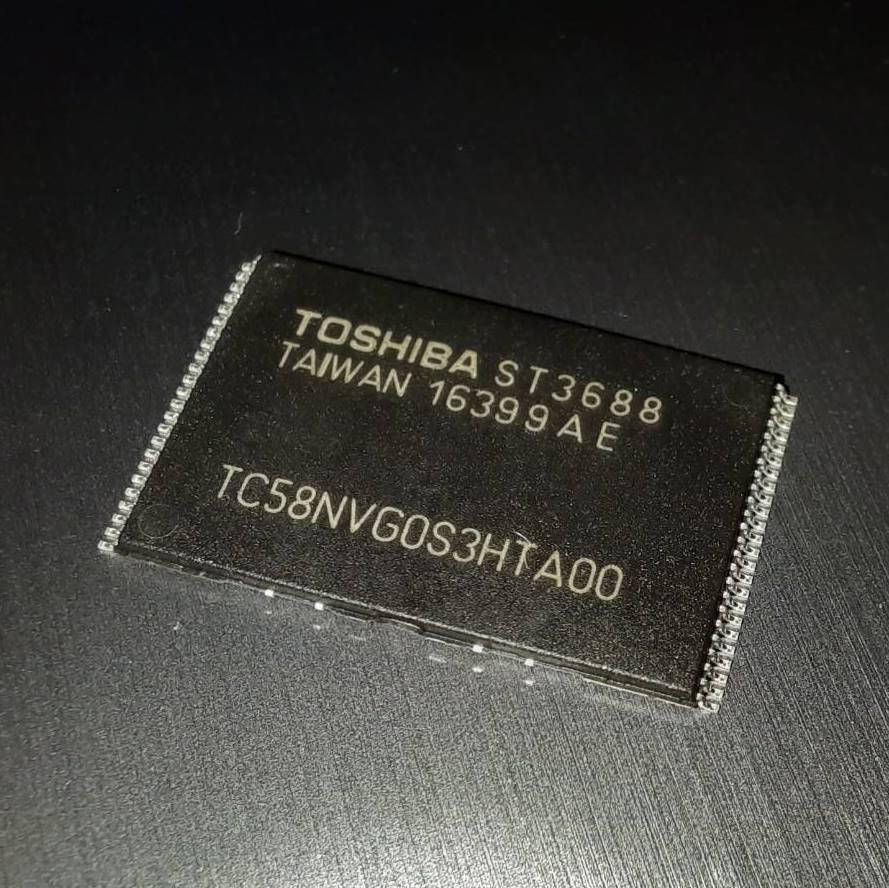 TOSHIBA ST3688
TAIWAN 16399AE
TC58NVG0S3HTA00